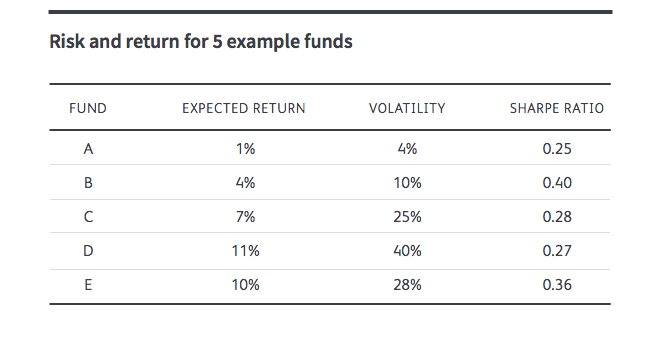 Risk and return for 5 example funds
FUND EXPECTED RETURN VOLATILITY SHARPE RATIO
A 1% 4% 0.25
B 4% 10% 0.40
C 7% 25% 0.28
D 11% 40% 0.27
E 10% 28% 0.36